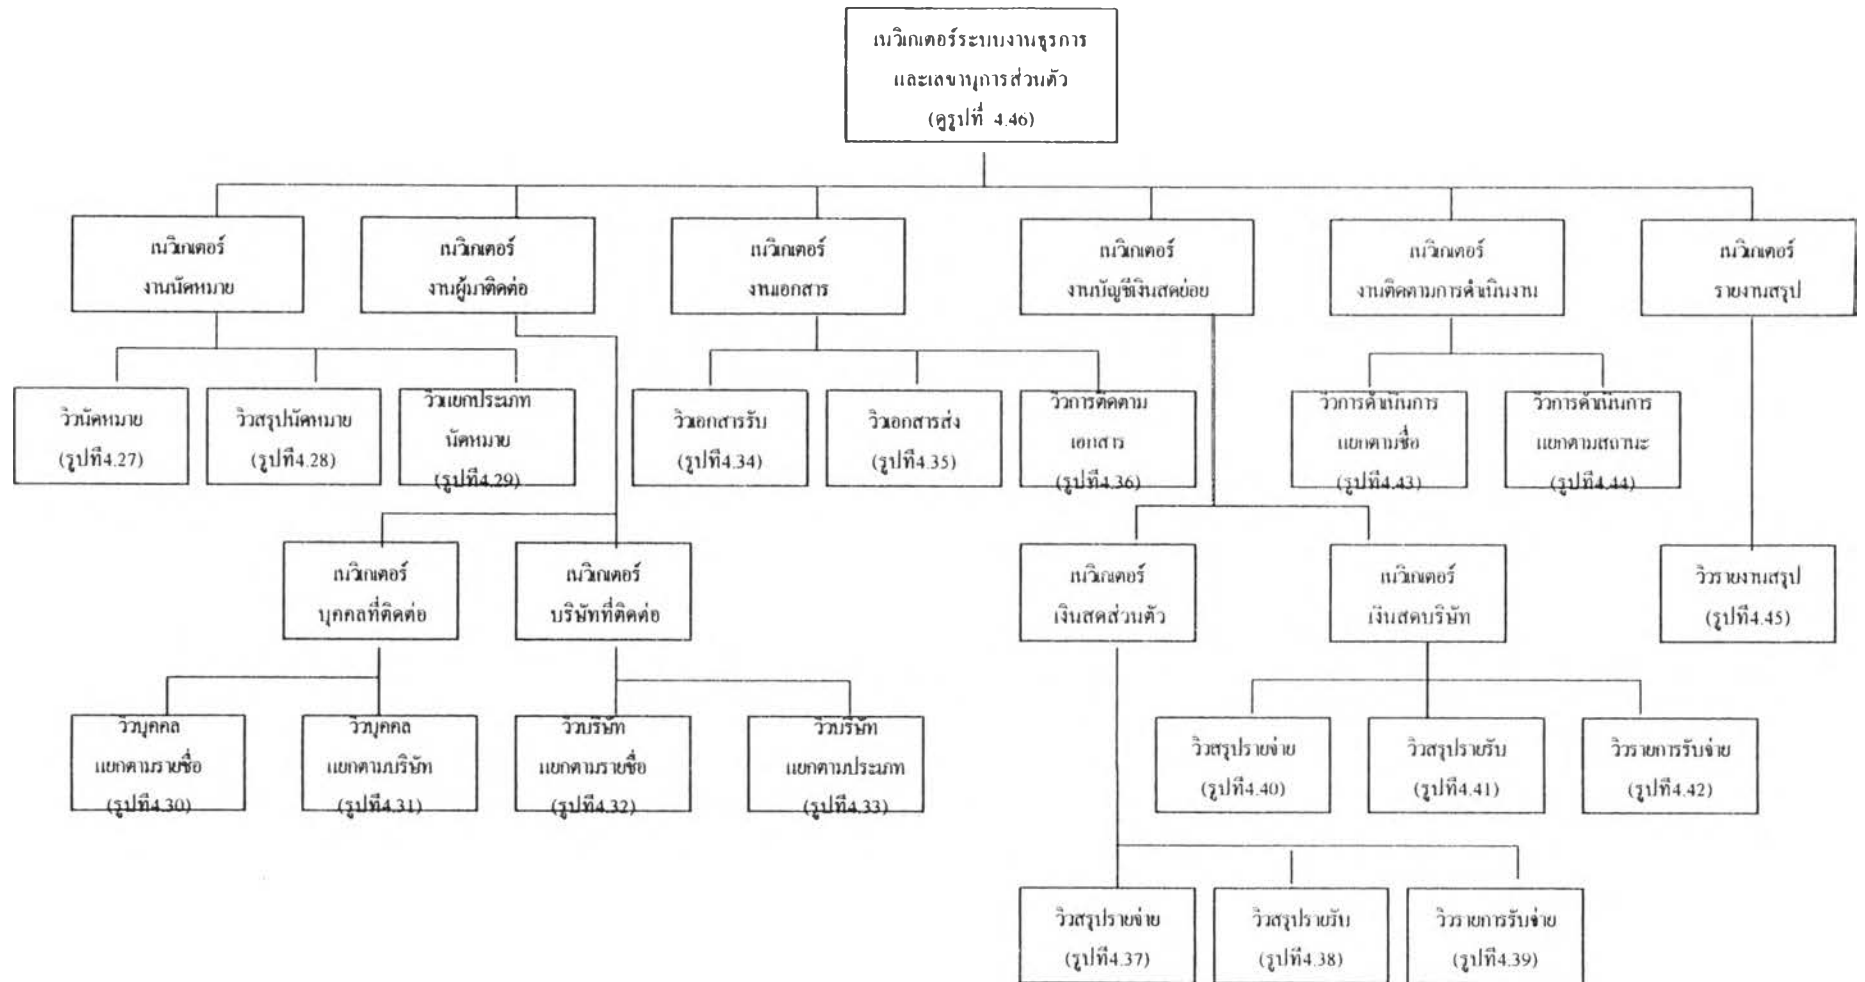 เนวิเกเตอร์ระบบงานธุรการ
และเลขานุการส่วนตัว
(ดูรูปที่ 4.46)
เนวิเกเตอร์
งานนัดหมาย
เนวิเกเตอร์
งานผู้มาติดต่อ
เนวิเกเตอร์
งานเอกสาร
เนวิเกเตอร์
งานบัญชีเงินสดย่อย
เนวิเกเตอร์
งานติดตามการดำเนินงาน
เนวิเกเตอร์
รายงานสรุป
วิวนัดหมาย
(รูปที่4.27)
วิวสรุปนัดหมาย
(รูปที่4.28)
วิวแยกประเภท
นัดหมาย
(รูปที่4.29)
วิวเอกสารรับ
(รูปที่4.34)
วิวเอกสารส่ง
(รูปที่4.35)
วิวการติดตาม
เอกสาร
(รูปที่4.36)
วิวการดำเนินการ
แยกตามชื่อ
(รูปที่4.43)
วิวการดำเนินการ
แยกตามสถานะ
(รูปที่4.44)
เนวิเกเตอร์
บุคคลที่ติดต่อ
เนวิเกเตอร์
บริษัทที่ติดต่อ
เนวิเกเตอร์
เงินสดส่วนตัว
เนวิเกเตอร์
เงินสดบริษัท
วิวรายงานสรุป
(รูปที่4.45)
วิวบุคคล
แยกตามรายชื่อ
(รูปที่4.30)
วิวบุคคล
แยกตามบริษัท
(รูปที่4.31)
วิวบริษัท
แยกตามรายชื่อ
(รูปที่4.32)
วิวบริษัท
แยกตามประเภท
(รูปที่4.33)
วิวสรุปรายจ่าย
(รูปที่4.40)
วิวสรุปรายรับ
(รูปที่4.41)
วิวรายการรับจ่าย
(รูปที่4.42)
วิวสรุปรายจ่าย
(รูปที่4.37)
วิวสรุปรายรับ
(รูปที่4.38)
วิวรายการรับจ่าย
(รูปที่4.39)